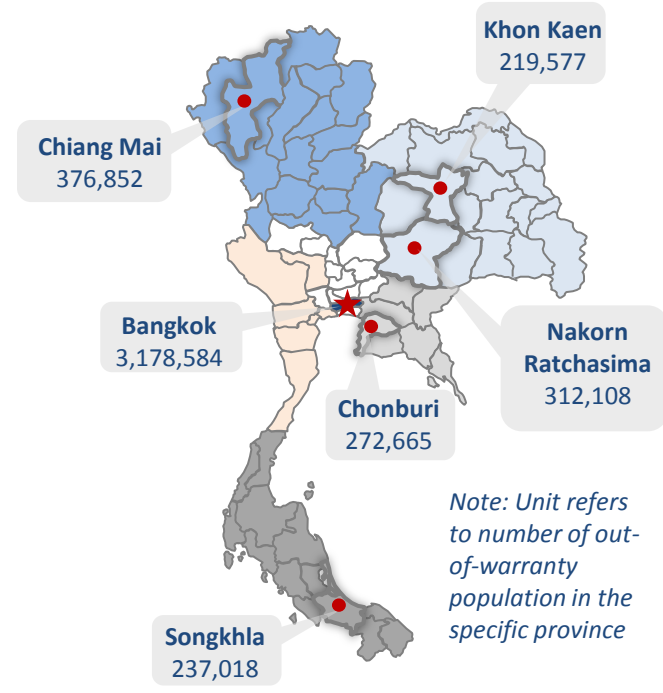 Khon Kaen
219,577
Chiang Mai
376,852
Bangkok
3,178,584
Nakorn
Ratchasima
312,108
Chonburi
272,665
Note: Unit refers
to number of out-
of-warranty
population in the
specific province
Songkhla
237,018